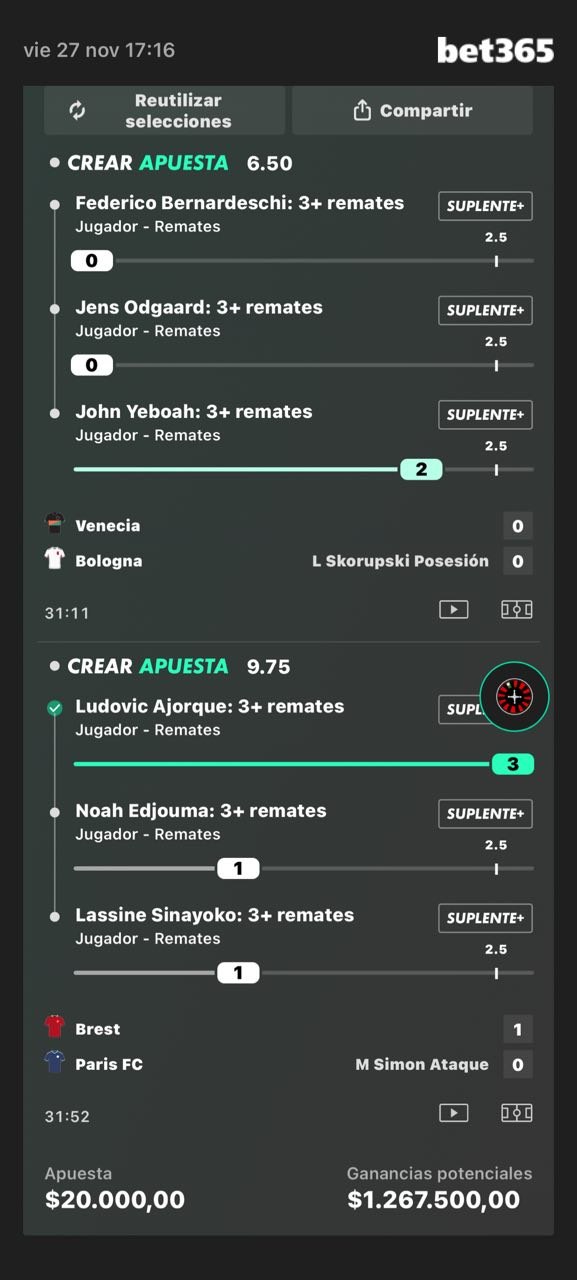 vie 27 nov 17:16
bet365
Reutilizar
selecciones
Compartir
CREAR APUESTA 6.50
Federico Bernardeschi: 3+ remates
SUPLENTE+
Jugador - Remates
2.5
0
Jens Odgaard: 3+ remates
SUPLENTE+
Jugador - Remates
2.5
0
John Yeboah: 3+ remates
SUPLENTE+
Jugador - Remates
2.5
2
Venecia 0
Bologna L Skorupski Posesión 0
31:11
CREAR APUESTA 9.75
Ludovic Ajorque: 3+ remates
Jugador - Remates
3
Noah Edjouma: 3+ remates
SUPLENTE+
Jugador - Remates
2.5
1
Lassine Sinayoko: 3+ remates
SUPLENTE+
Jugador - Remates
2.5
1
Brest 1
Paris FC M Simon Ataque 0
31:52
Apuesta Ganancias potenciales
$20.000,00 $1.267.500,00